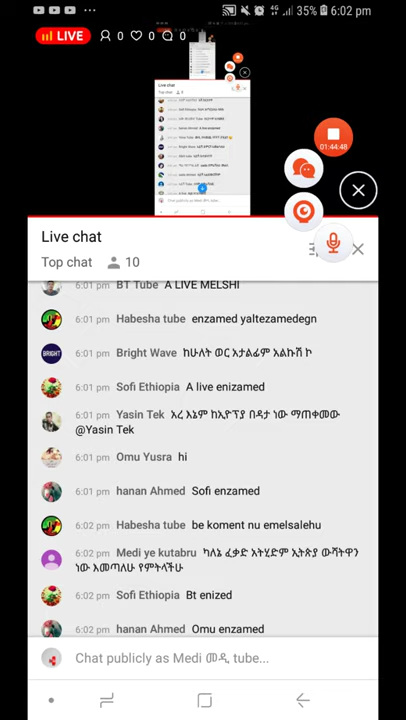 35% 6:02 pm
LIVE 0 0 0
Live chat
Top chat
01:44:48
Live chat
Top chat 10
6:01 pm BT Tube A LIVE MELSHI
6:01 pm Habesha tube enzamed yaltezamedegn
6:01 pm Bright Wave ከሁለት ወር አታልፊም አልኩሽ ኮ
BRIGHT
6:01 pm Sofi Ethiopia A live enizamed
6:01 pm Yasin Tek አረ እኔም ከኢዮፕያ በዳታ ነው ማጠቀመው
@Yasin Tek
6:01 pm Omu Yusra hi
6:01 pm hanan Ahmed Sofi enzamed
6:02 pm Habesha tube be koment nu emelsalehu
6:02 pm Medi ye kutabru ካለኔ ፈቃድ አትሂድም ኢትጵያ ውሻትዋን
ነው እመጣለሁ የምትላችሁ
6:02 pm Sofi Ethiopia Bt enized
6:02 pm hanan Ahmed Omu enzamed
Chat publicly as Medi መዲ tube...